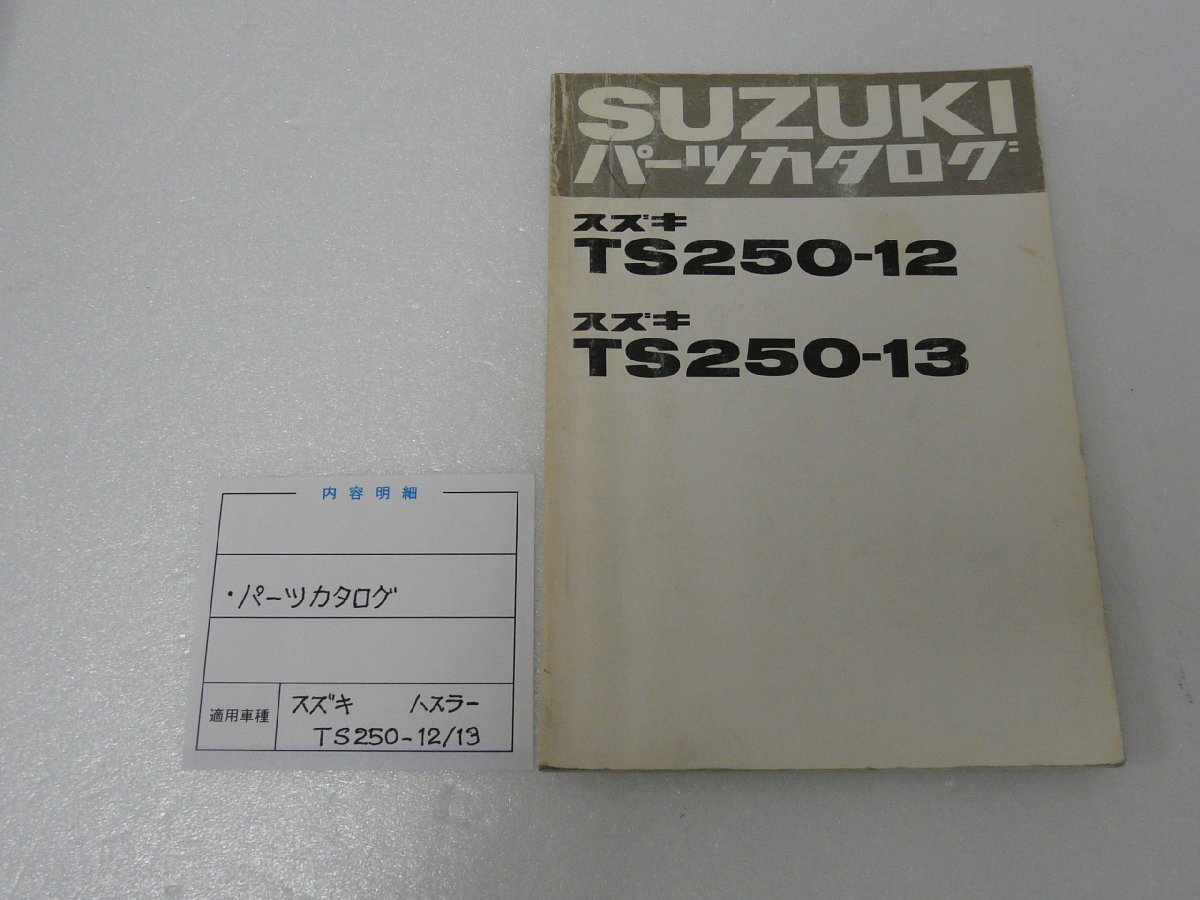 SUZUKI
パーツカタログ
スズキ
TS250-12
スズキ
TS250-13
内容明細
・パーツカタログ
適用車種
スズキ ハスラー
TS250-12/13